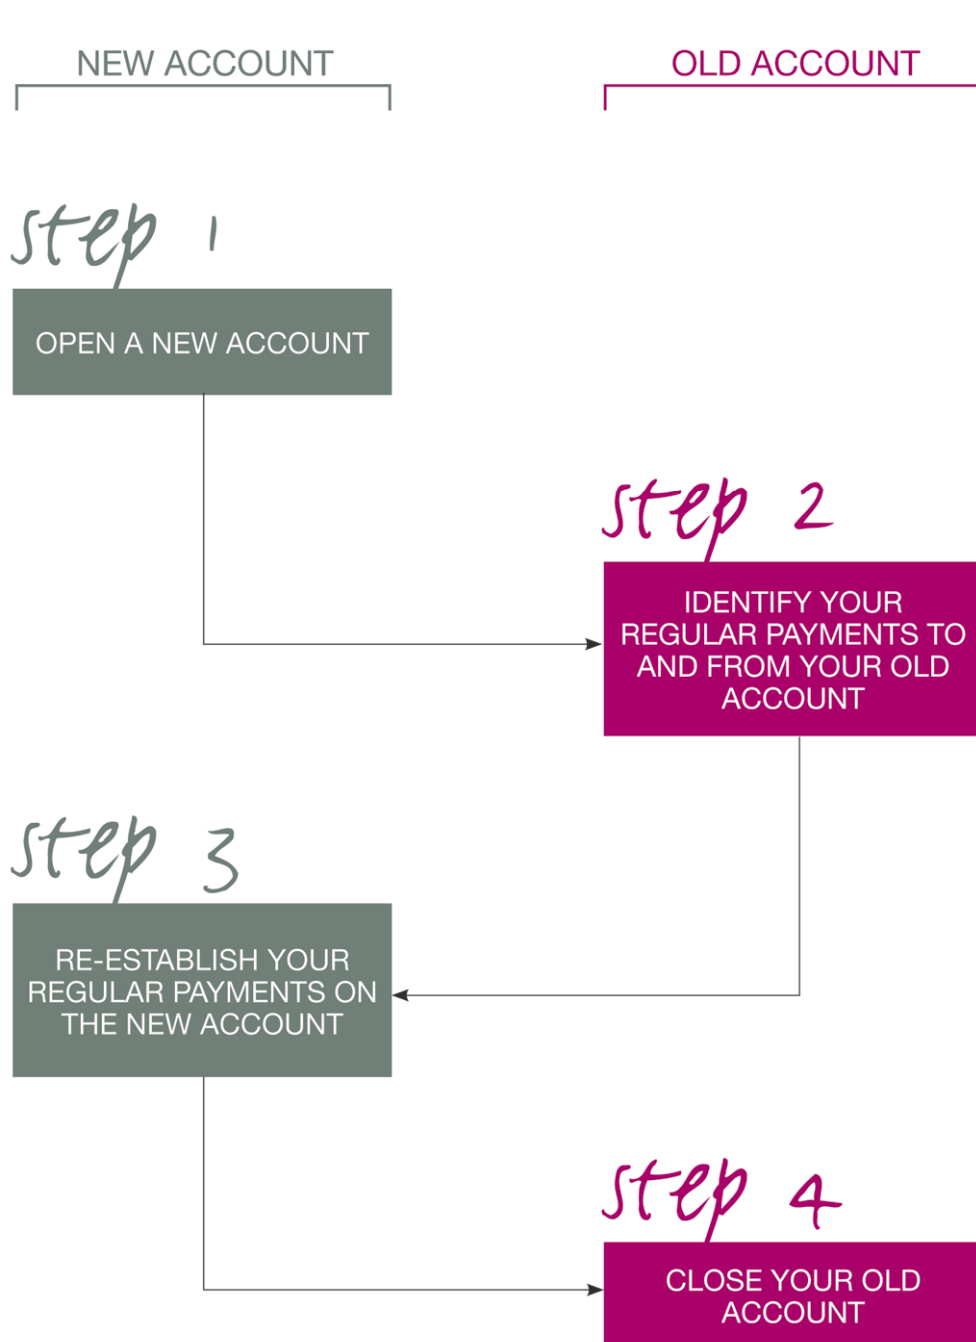 NEW ACCOUNT
OLD ACCOUNT
step 1
OPEN A NEW ACCOUNT
step 2
IDENTIFY YOUR
REGULAR PAYMENTS TO
AND FROM YOUR OLD
ACCOUNT
step 3
RE-ESTABLISH YOUR
REGULAR PAYMENTS ON
THE NEW ACCOUNT
step 4
CLOSE YOUR OLD
ACCOUNT